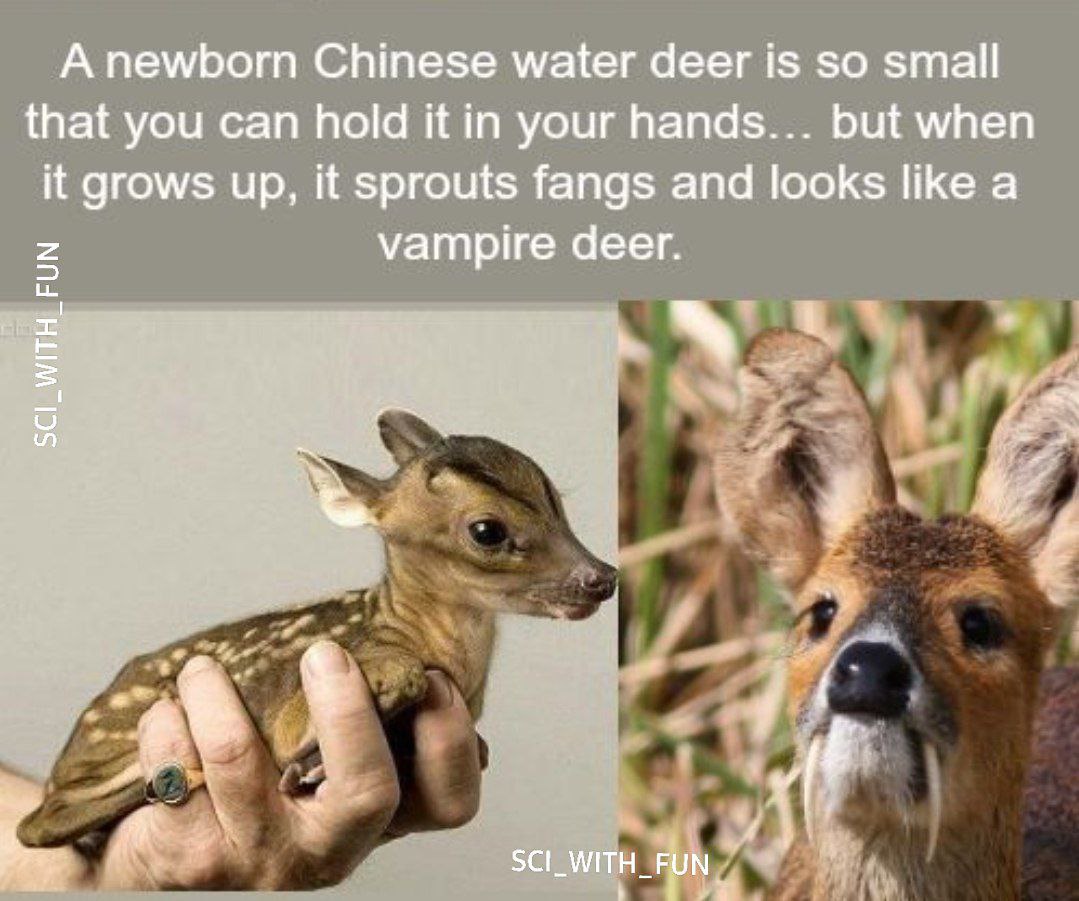 A newborn Chinese water deer is so small
that you can hold it in your hands... but when
it grows up, it sprouts fangs and looks like a
vampire deer.
SCI_WITH_FUN
SCI_WITH_FUN